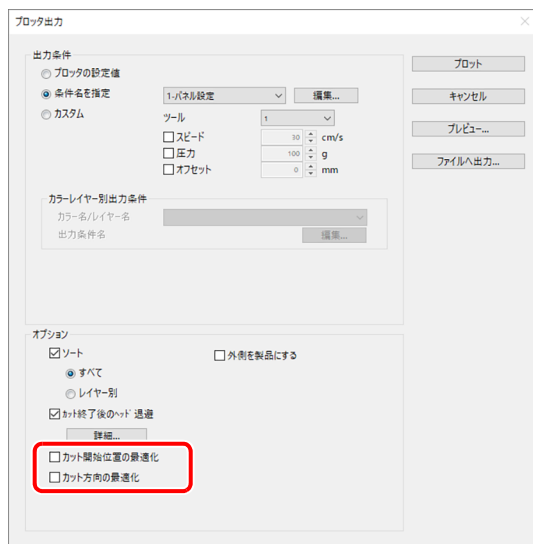 プロッタ出力
出力条件
プロッタの設定値
条件名を指定
1-パネル設定
編集...
カスタム
ツール
1
スピード
30
cm/s
圧力
100
g
オフセット
0
mm
カラーレイヤー別出力条件
カラー名/レイヤー名
出力条件名
編集...
プロット
キャンセル
プレビュー...
ファイルへ出力...
オプション
ソート
外側を製品にする
すべて
レイヤー別
カット終了後のヘッド退避
詳細...
カット開始位置の最適化
カット方向の最適化